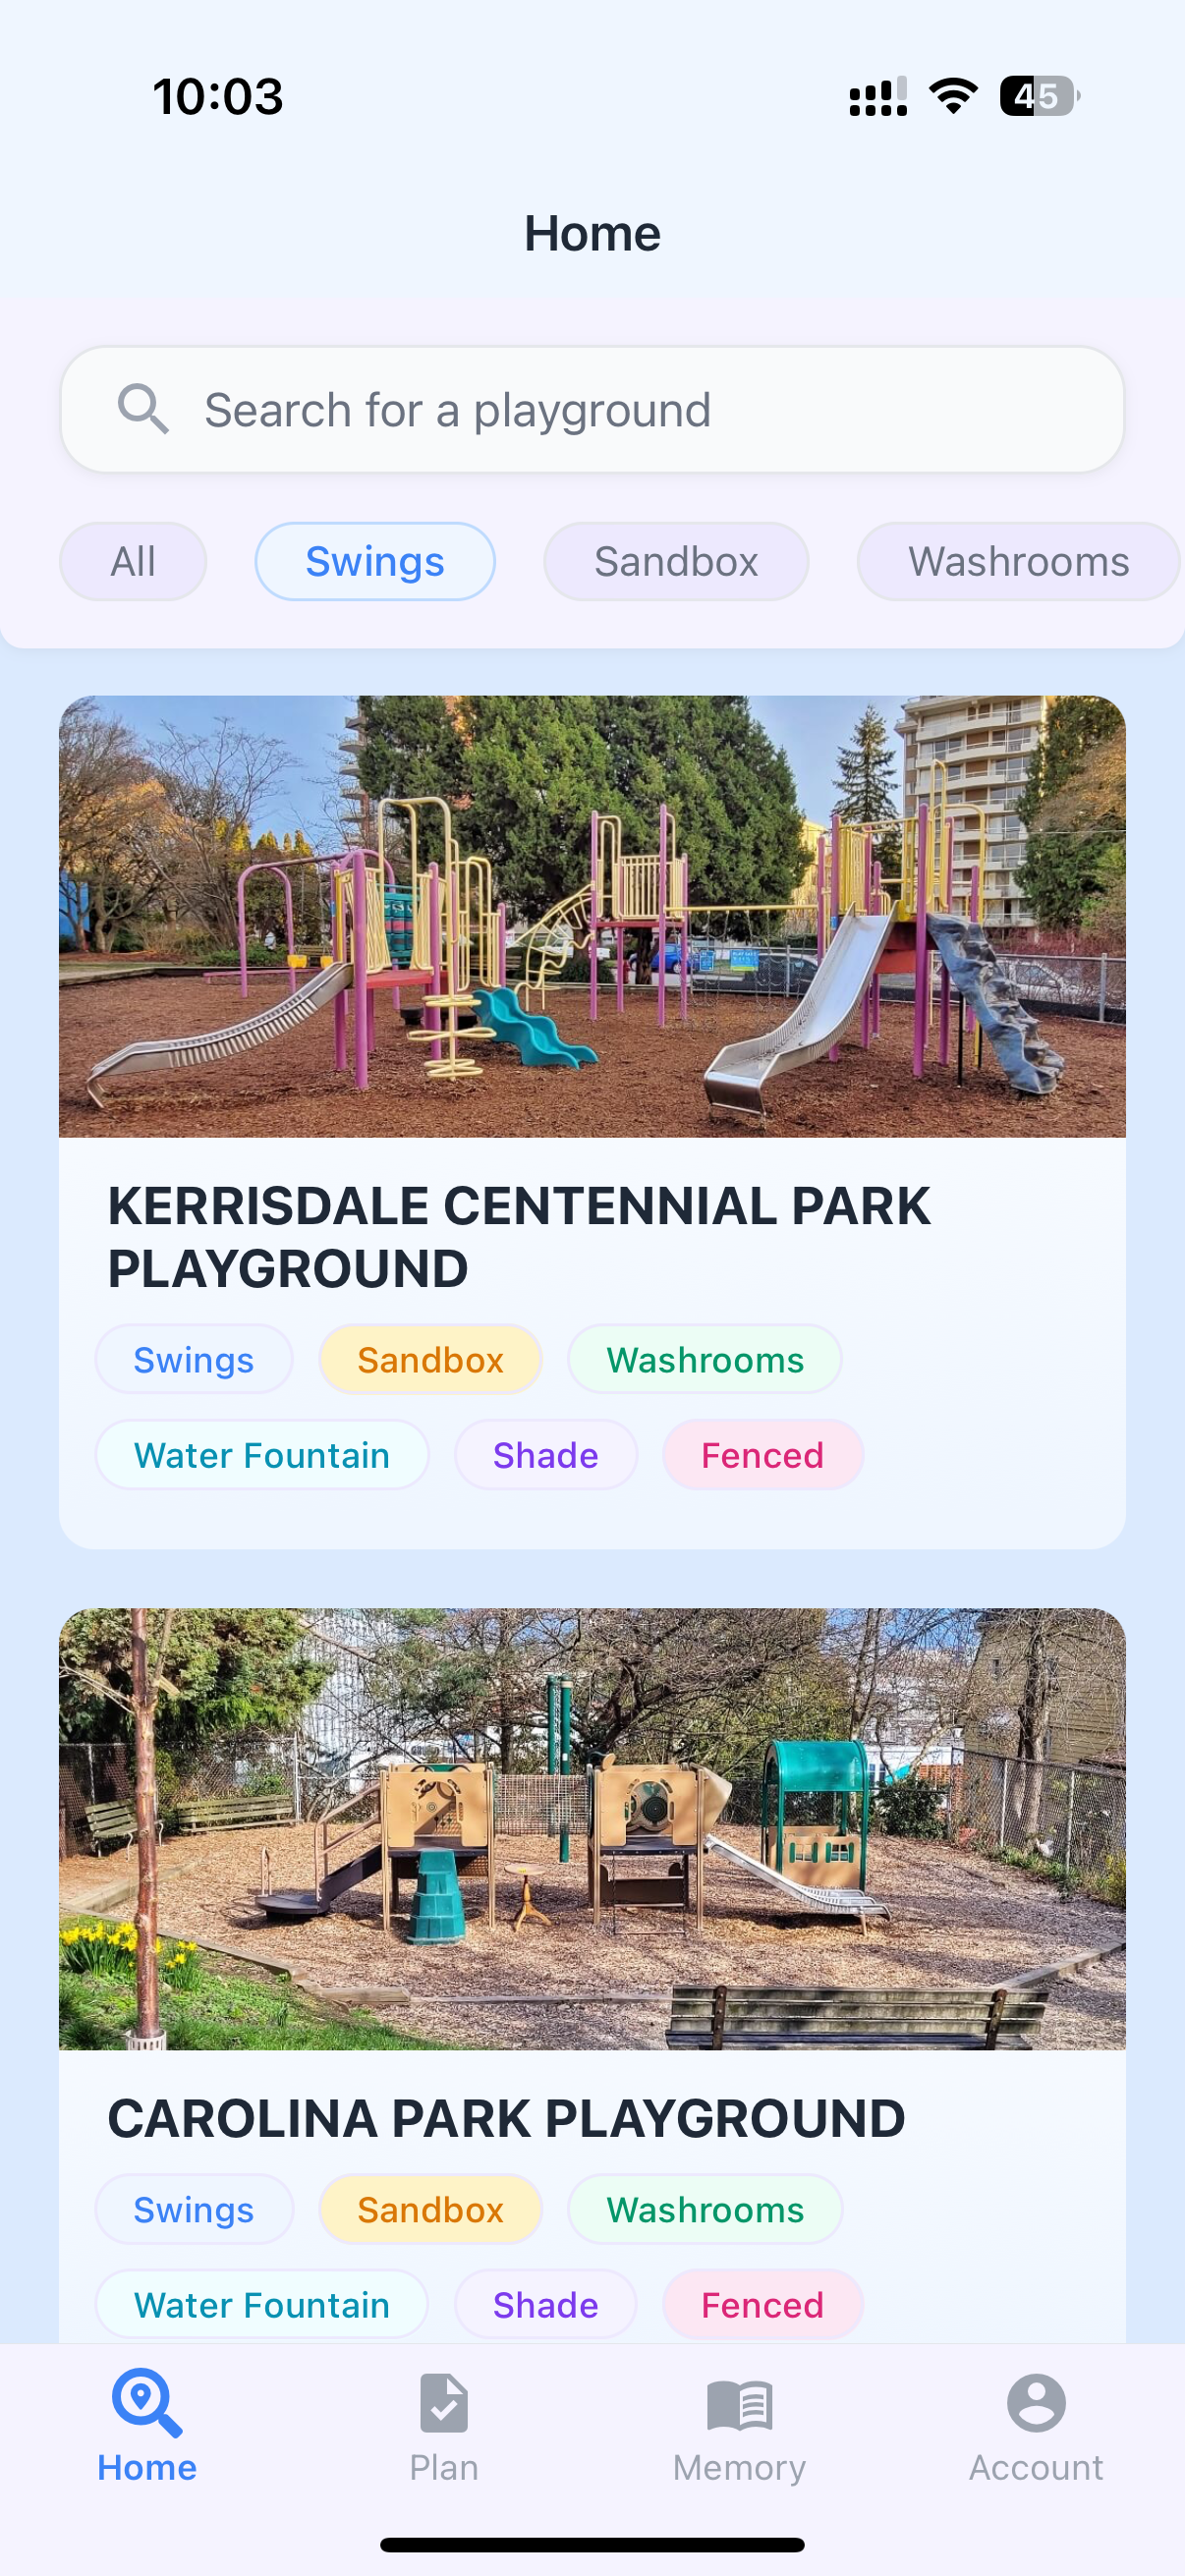 10:03
45
Home
Search for a playground
All Swings Sandbox Washrooms
KERRISDALE CENTENNIAL PARK
PLAYGROUND
Swings Sandbox Washrooms
Water Fountain Shade Fenced
CAROLINA PARK PLAYGROUND
Swings Sandbox Washrooms
Water Fountain Shade Fenced
Home Plan Memory Account